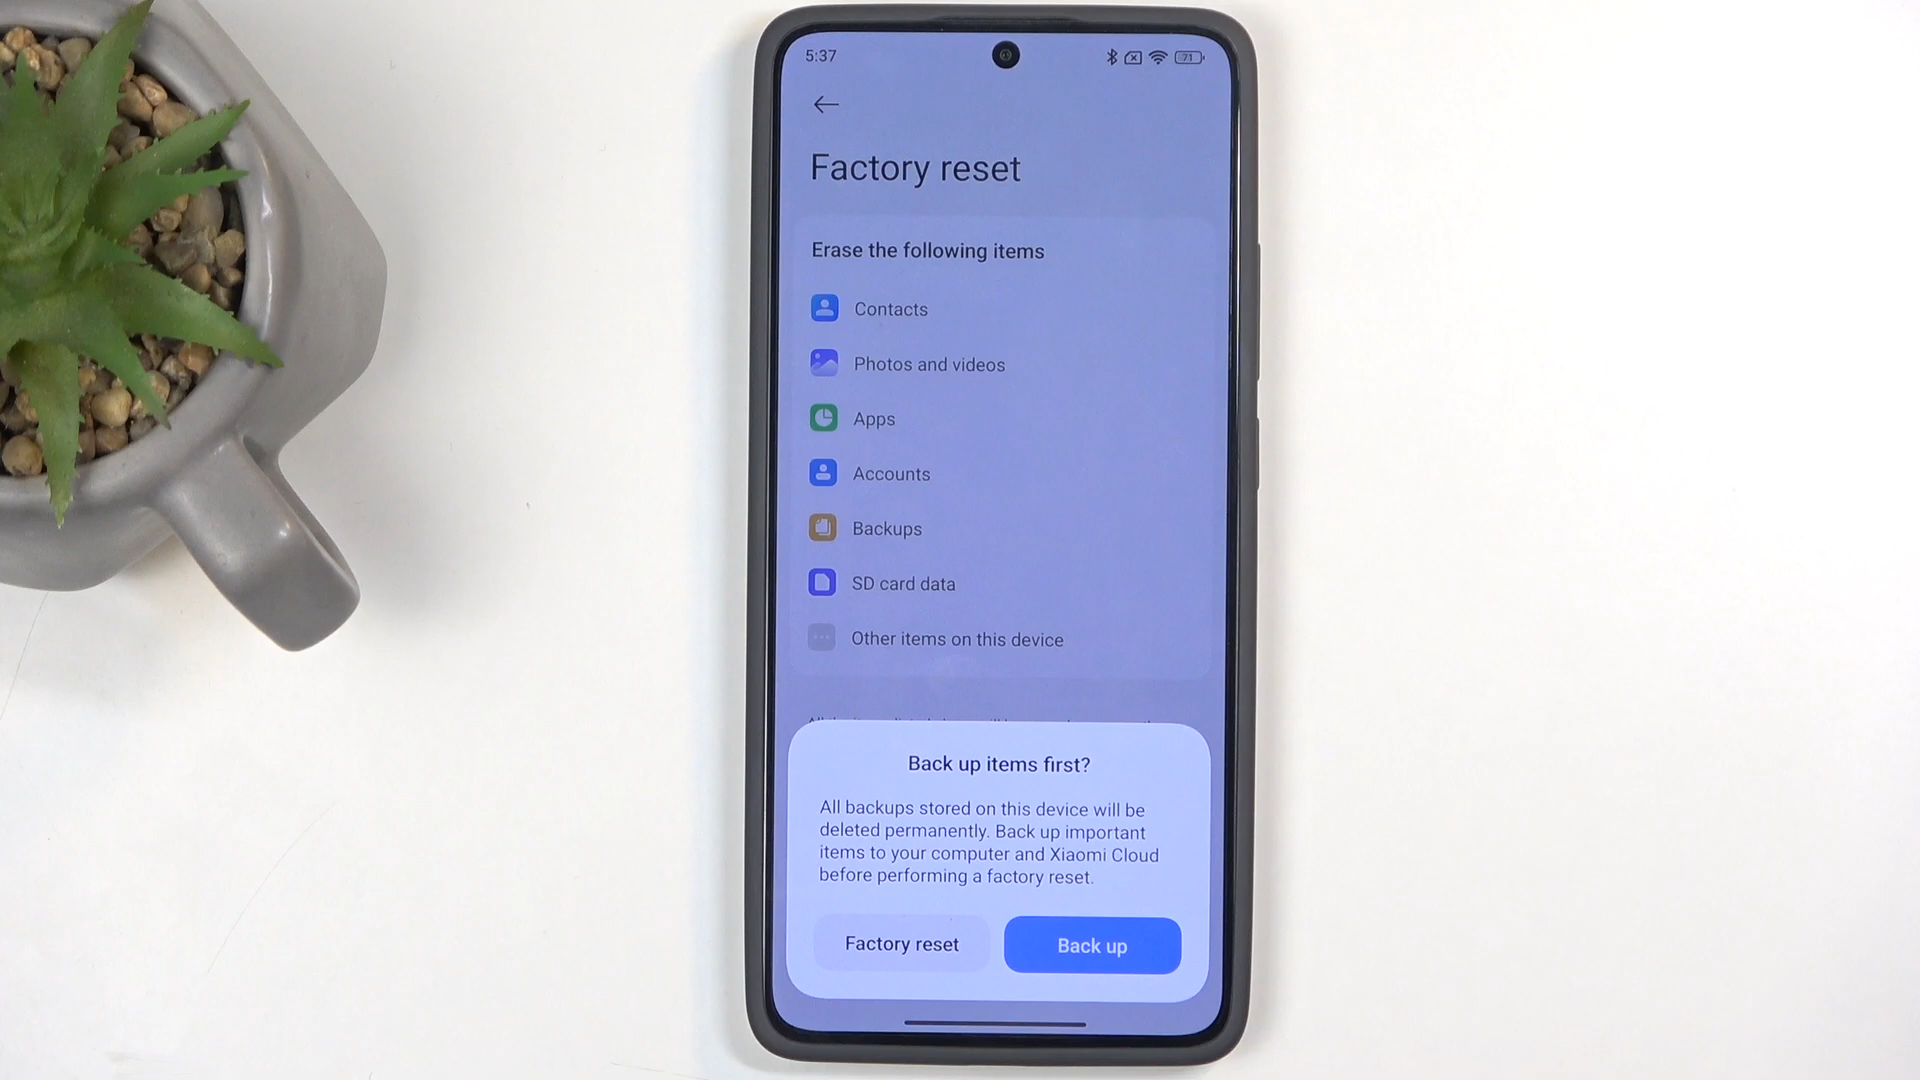 5:37
71
Factory reset
Erase the following items
Contacts
Photos and videos
Apps
Accounts
Backups
SD card data
Other items on this device
Back up items first?
All backups stored on this device will be
deleted permanently. Back up important
items to your computer and Xiaomi Cloud
before performing a factory reset.
Factory reset
Back up